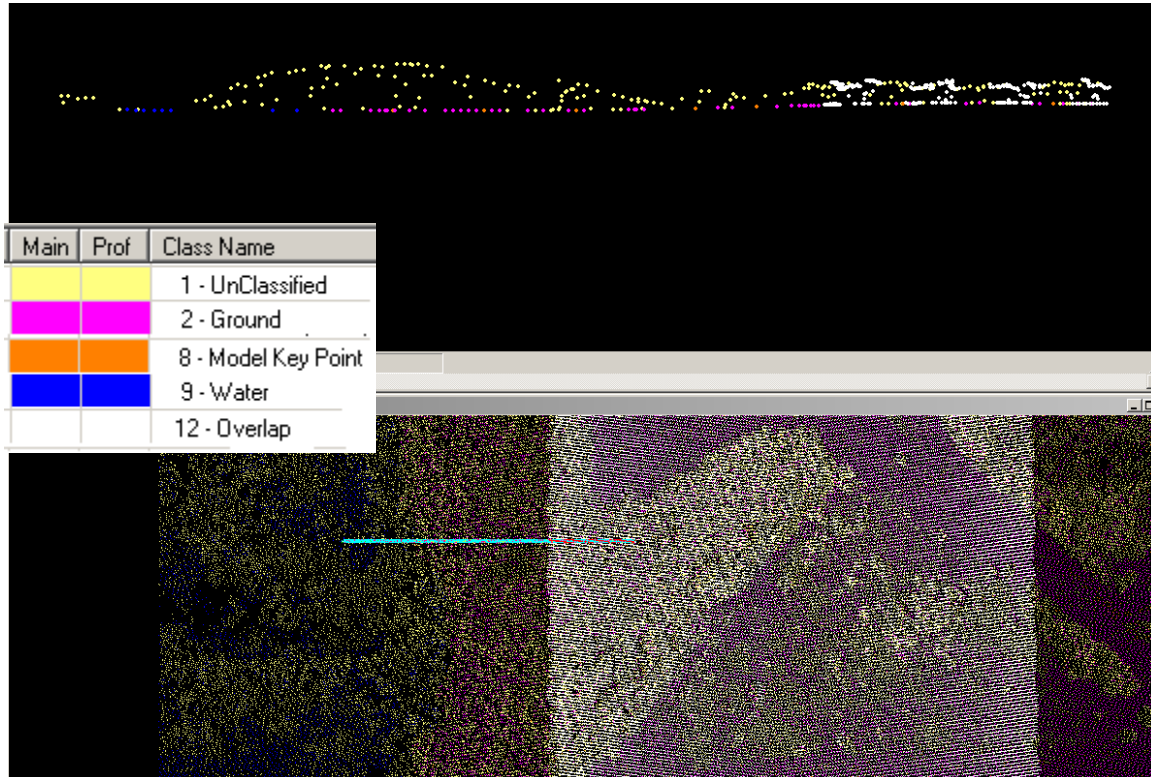 Main Prof Class Name
1 - UnClassified
2 - Ground
8 - Model Key Point
9 - Water
12 - Overlap